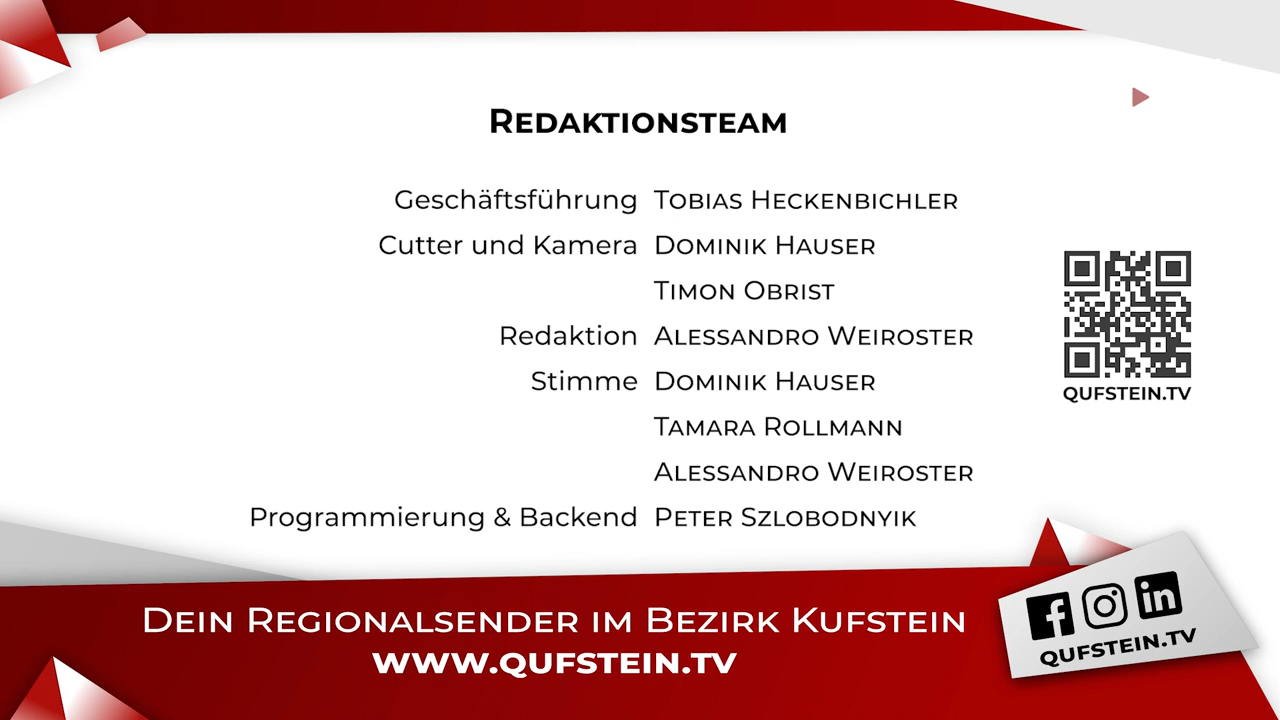 Redaktionsteam
Geschäftsführung Tobias Heckenbichler
Cutter und Kamera Dominik Hauser
Timon Obrist
Redaktion Alessandro Weiroster
Stimme Dominik Hauser
Tamara Rollmann
Alessandro Weiroster
Programmierung & Backend Peter Szlobodnyik
QUFSTEIN.TV
Dein Regionalsender im Bezirk Kufstein
www.qufstein.tv
QUFSTEIN.TV